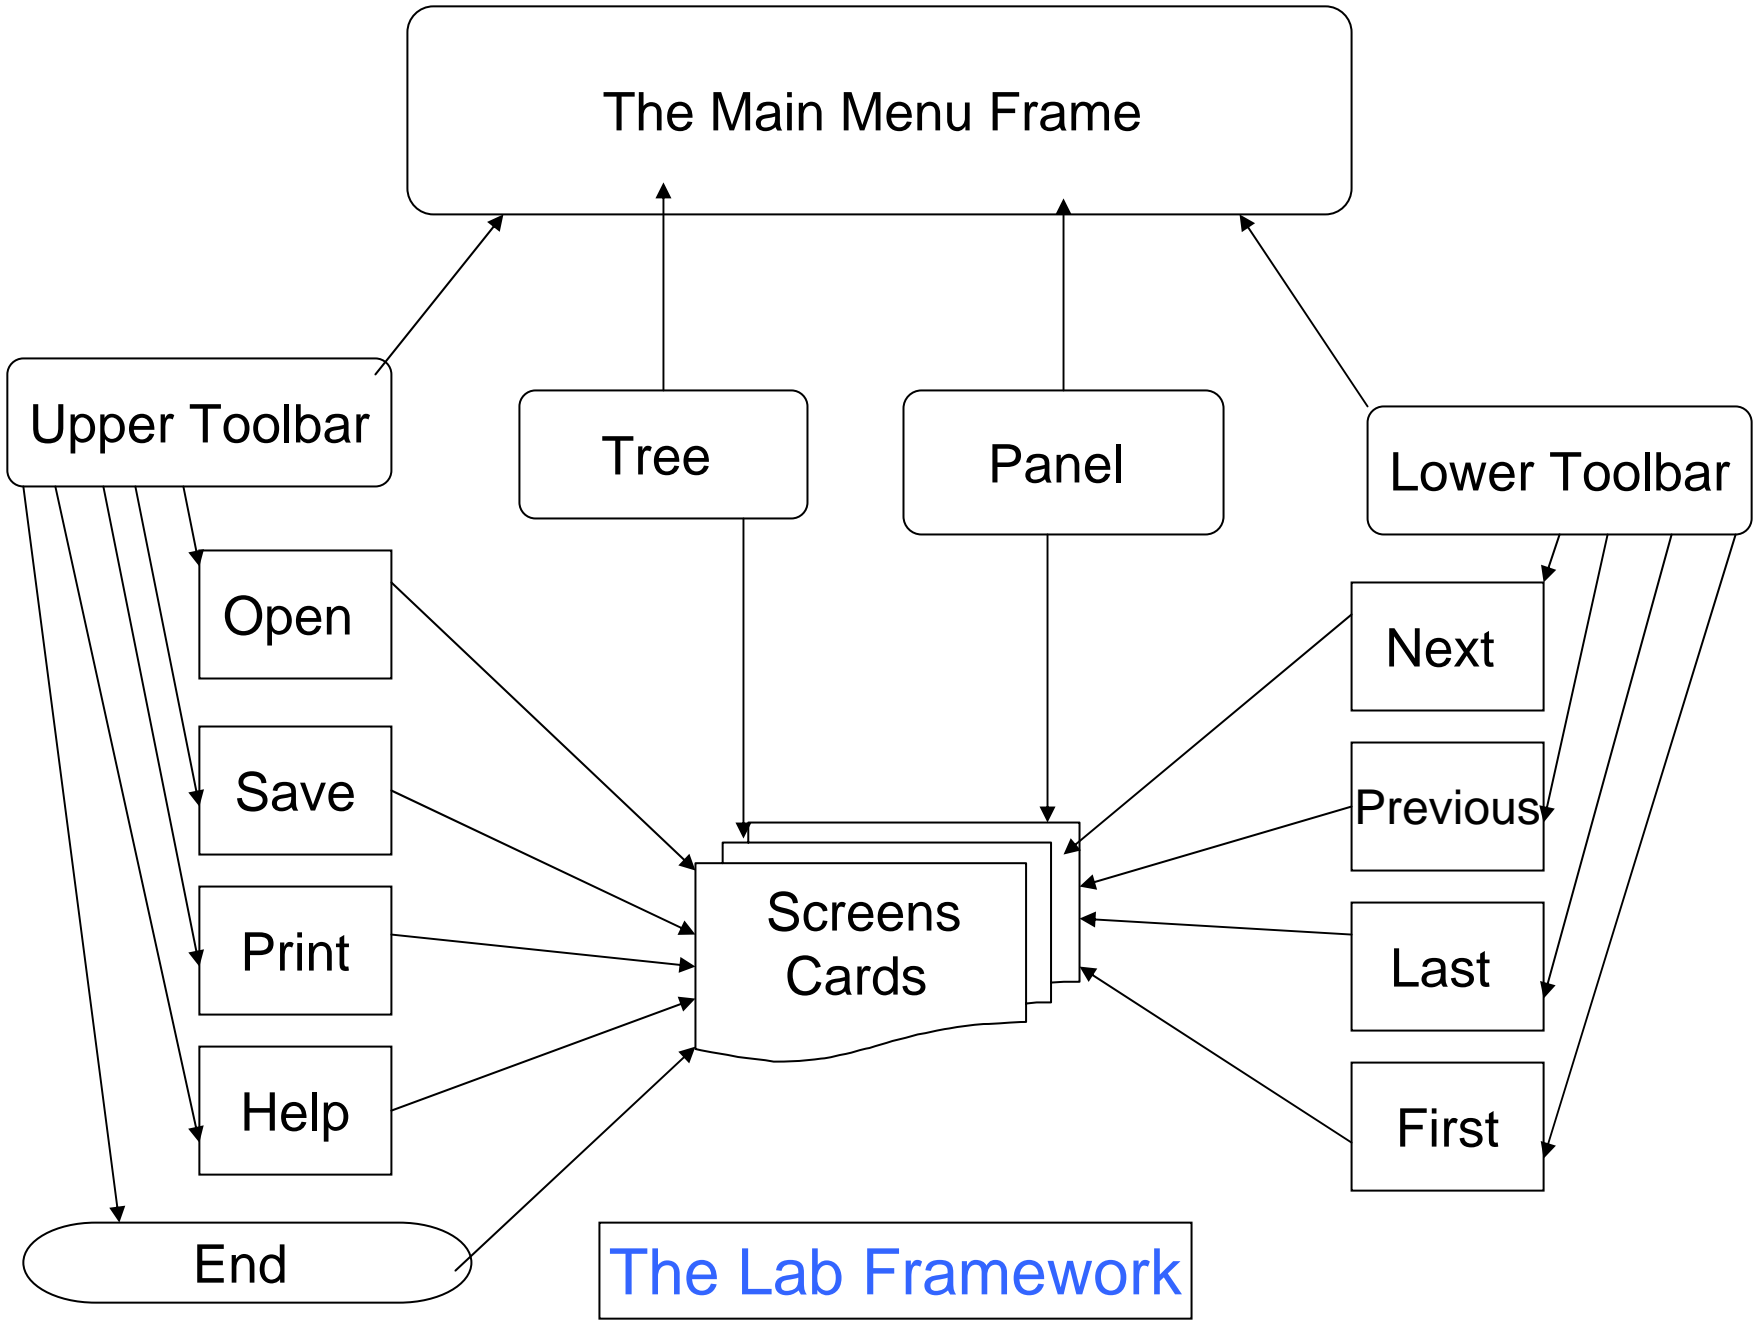 The Main Menu Frame
Upper Toolbar
Tree
Panel
Lower Toolbar
Open
Next
Save
Previous
Screens
Cards
Print
Last
Help
First
End
The Lab Framework